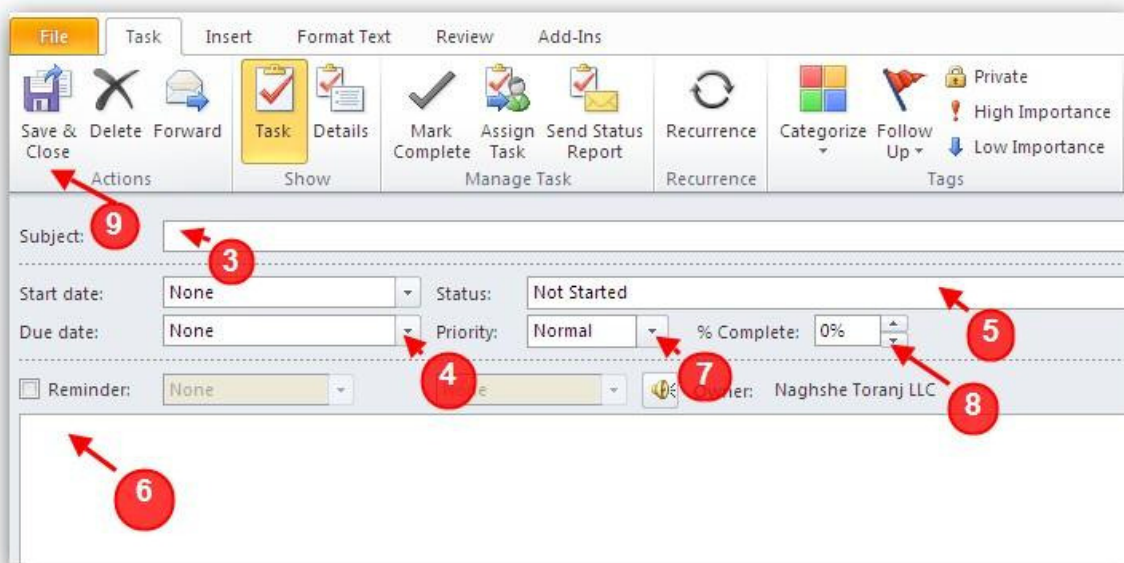 File Task Insert Format Text Review Add-Ins
Save & Close Delete Forward Task Details Mark Complete Assign Task Send Status Report Recurrence Categorize Follow Up Private
High Importance
Low Importance
Actions Show Manage Task Recurrence Tags
9
Subject:
3
Start date: None Status: Not Started
5
Due date: None Priority: Normal % Complete: 0%
4 7 8
Reminder: None Owner: Naghshe Toranj LLC
6